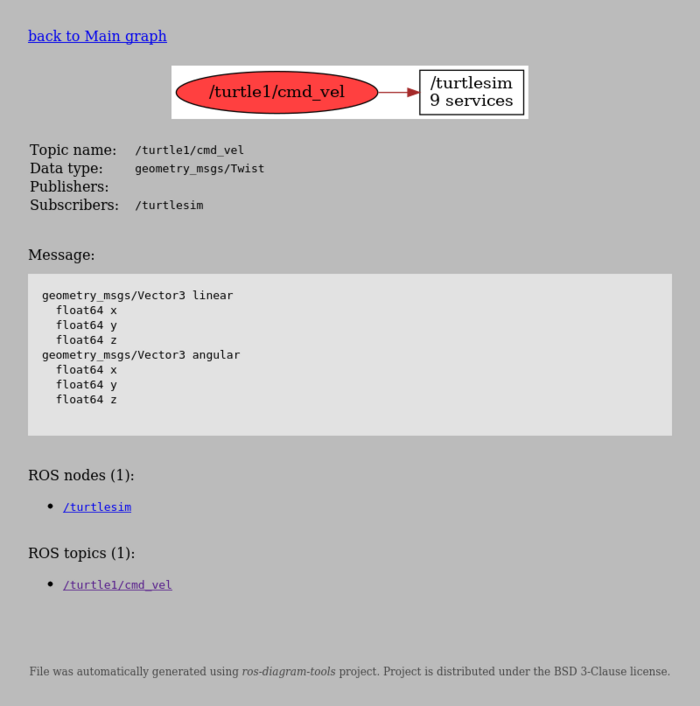 back to Main graph
/turtle1/cmd_vel
/turtlesim
9 services
Topic name: /turtle1/cmd_vel
Data type: geometry_msgs/Twist
Publishers:
Subscribers: /turtlesim
Message:
geometry_msgs/Vector3 linear
  float64 x
  float64 y
  float64 z
geometry_msgs/Vector3 angular
  float64 x
  float64 y
  float64 z
ROS nodes (1):
• /turtlesim
ROS topics (1):
• /turtle1/cmd_vel
File was automatically generated using ros-diagram-tools project. Project is distributed under the BSD 3-Clause license.